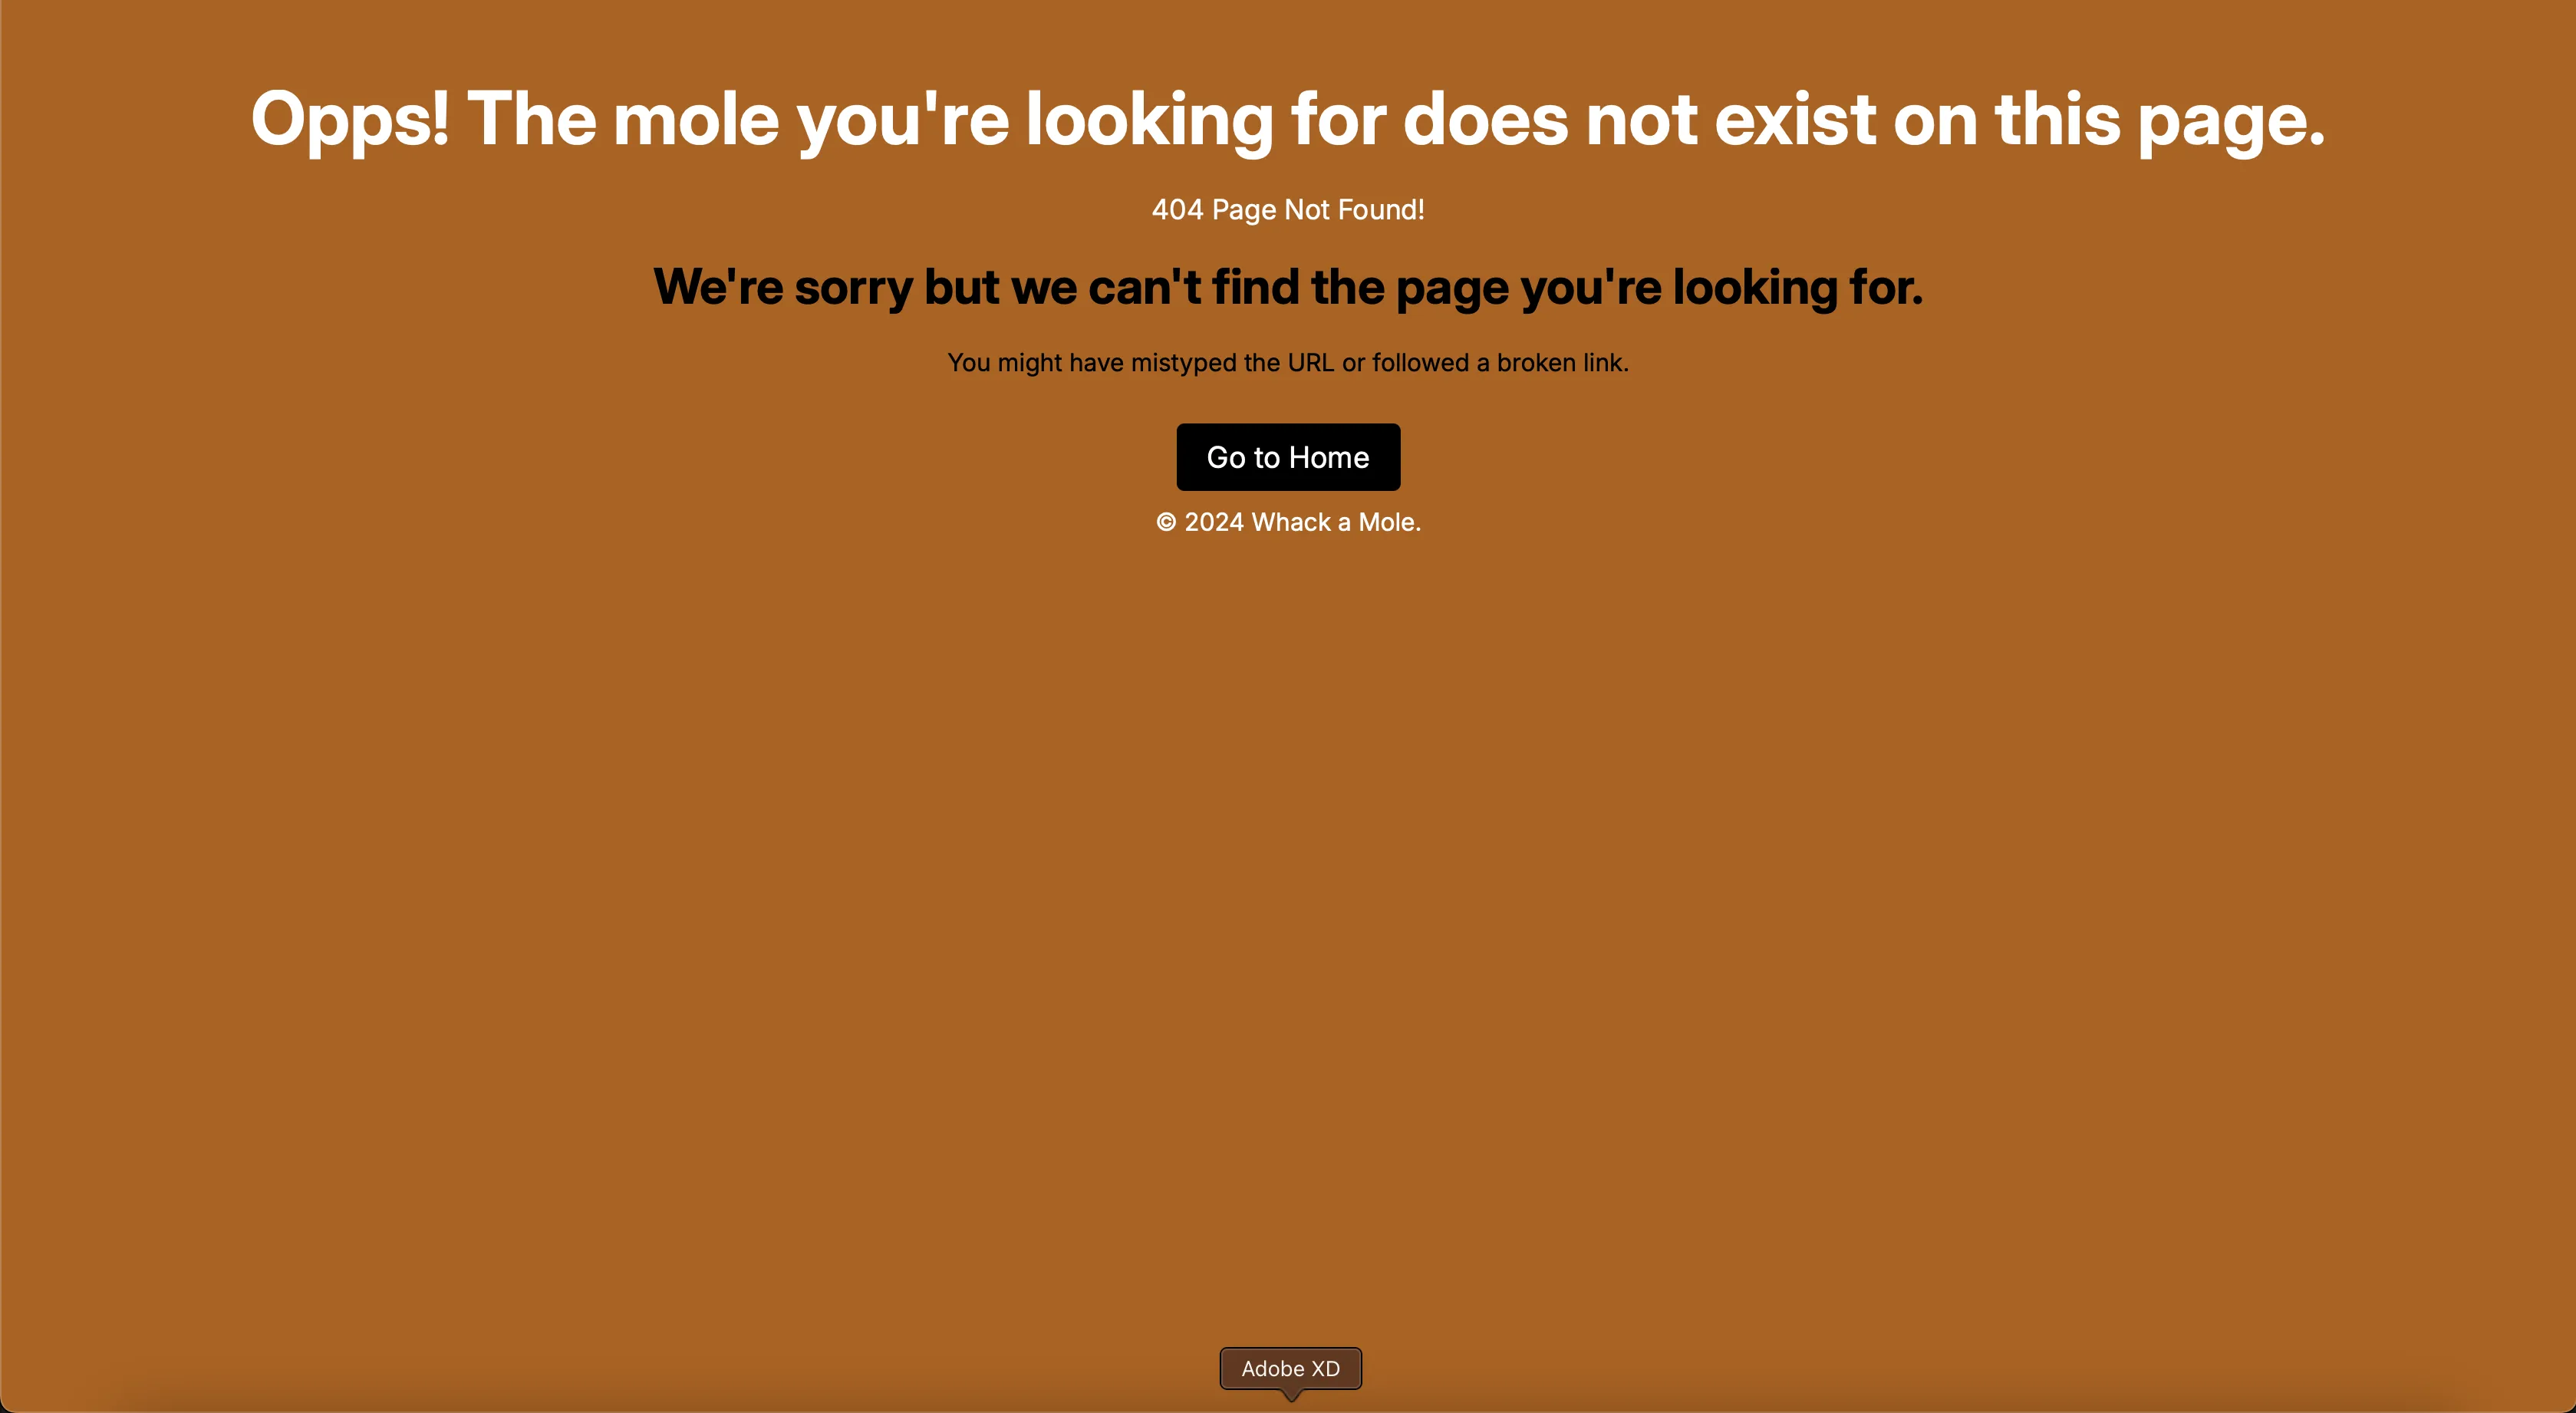 Opps! The mole you're looking for does not exist on this page.
404 Page Not Found!
We're sorry but we can't find the page you're looking for.
You might have mistyped the URL or followed a broken link.
Go to Home
© 2024 Whack a Mole.
Adobe XD